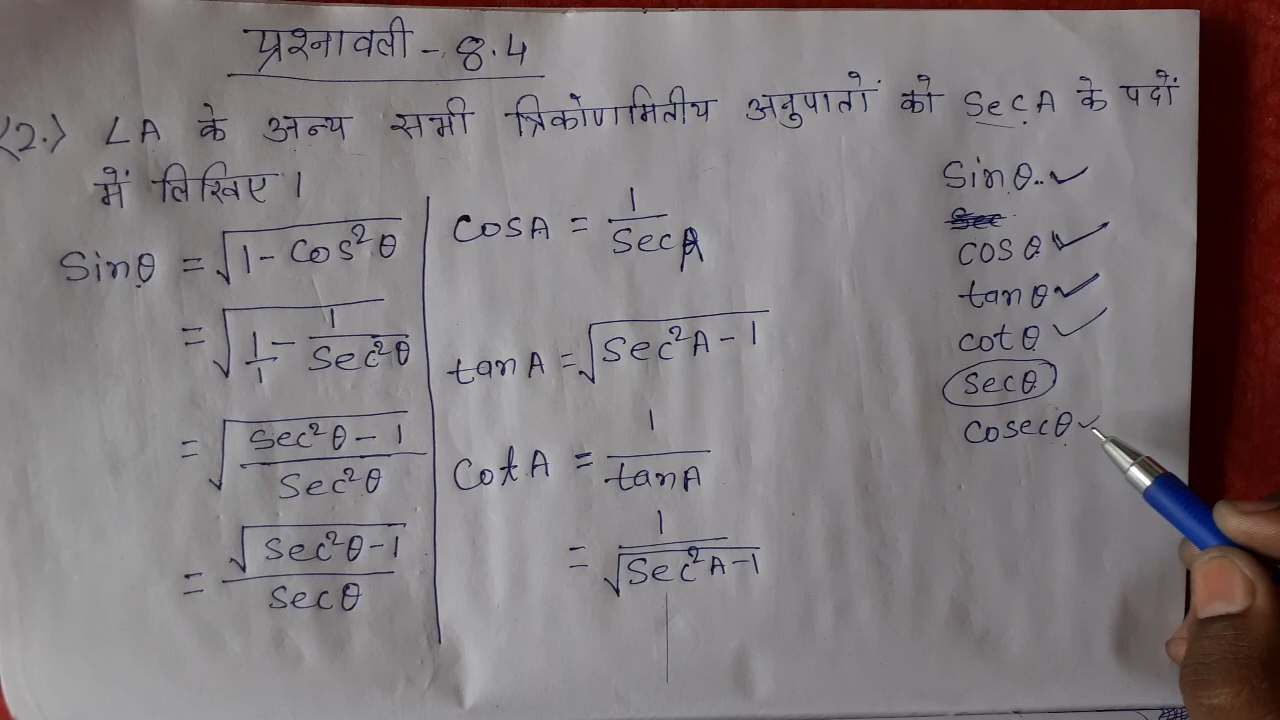 प्रश्नावली - 8.4
(2.) ∠A के अन्य सभी त्रिकोणमितीय अनुपातों को SecA के पदों
में लिखिए ।
Sinθ = √(1 - Cos²θ)
= √(1/1 - 1/Sec²θ)
= √((Sec²θ - 1)/Sec²θ)
= √(Sec²θ - 1)/Secθ
CosA = 1/SecA
tanA = √(Sec²A - 1)
CotA = 1/tanA
= 1/√(Sec²A - 1)
Sinθ.. ✓
cosθ ✓
tanθ ✓
cotθ ✓
secθ
cosecθ ✓